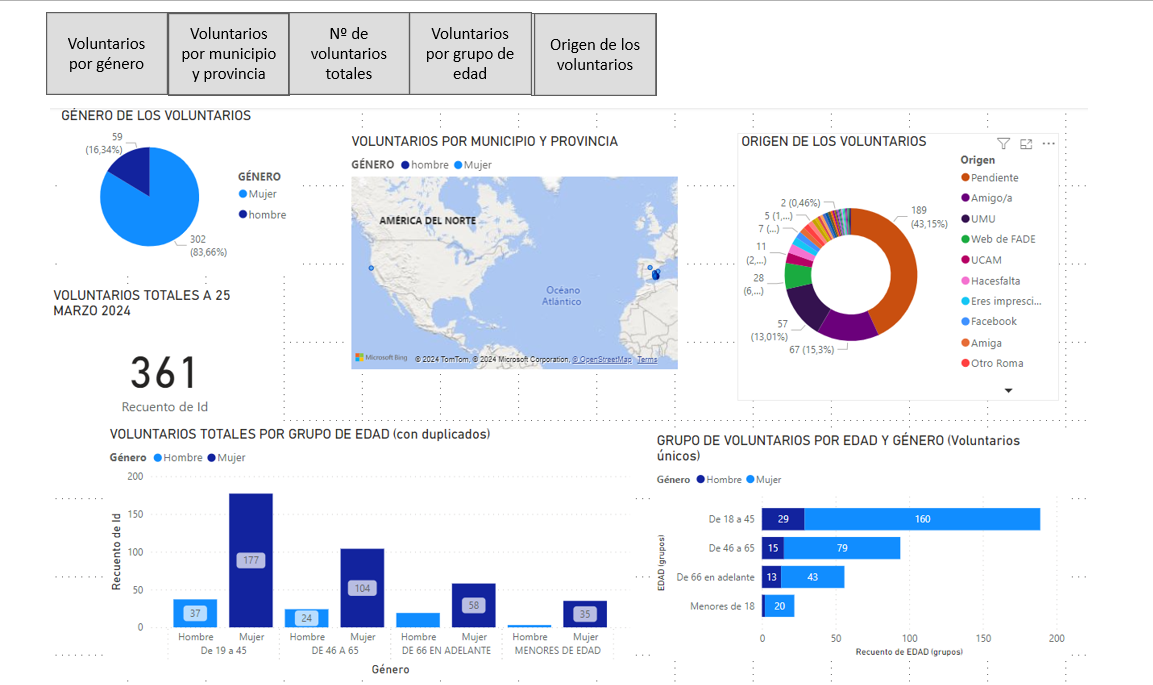 Voluntarios
por género
Voluntarios
por municipio
y provincia
Nº de
voluntarios
totales
Voluntarios
por grupo de
edad
Origen de los
voluntarios
GÉNERO DE LOS VOLUNTARIOS
59
(16,34%)
302
(83,66%)
GÉNERO
Mujer
hombre
VOLUNTARIOS TOTALES A 25
MARZO 2024
361
Recuento de Id
VOLUNTARIOS POR MUNICIPIO Y PROVINCIA
GÉNERO hombre Mujer
AMÉRICA DEL NORTE
Océano
Atlántico
Microsoft Bing
© 2024 TomTom, © 2024 Microsoft Corporation, © OpenStreetMap Terms
ORIGEN DE LOS VOLUNTARIOS
2 (0,46%)
5 (1,...)
7 (...)
11
(2,...)
28
(6,...)
57
(13,01%)
67 (15,3%)
189
(43,15%)
Origen
Pendiente
Amigo/a
UMU
Web de FADE
UCAM
Hacesfalta
Eres impresci...
Facebook
Amiga
Otro Roma
VOLUNTARIOS TOTALES POR GRUPO DE EDAD (con duplicados)
Género Hombre Mujer
Recuento de Id
200
150
100
50
0
37
177
24
104
58
35
Hombre Mujer Hombre Mujer Hombre Mujer Hombre Mujer
De 19 a 45 DE 46 A 65 DE 66 EN ADELANTE MENORES DE EDAD
Género
GRUPO DE VOLUNTARIOS POR EDAD Y GÉNERO (Voluntarios
únicos)
Género Hombre Mujer
EDAD (grupos)
De 18 a 45 29 160
De 46 a 65 15 79
De 66 en adelante 13 43
Menores de 18 20
0 50 100 150 200
Recuento de EDAD (grupos)